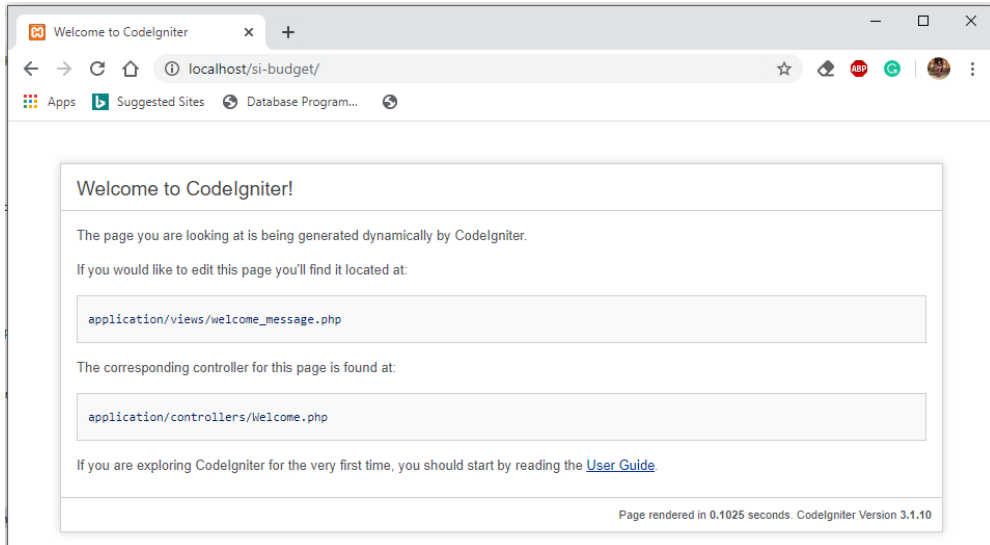 Welcome to CodeIgniter
localhost/si-budget/
ABP
G
Apps
Suggested Sites
Database Program...
Welcome to CodeIgniter!
The page you are looking at is being generated dynamically by CodeIgniter.
If you would like to edit this page you'll find it located at:
application/views/welcome_message.php
The corresponding controller for this page is found at:
application/controllers/Welcome.php
If you are exploring CodeIgniter for the very first time, you should start by reading the User Guide.
Page rendered in 0.1025 seconds. CodeIgniter Version 3.1.10